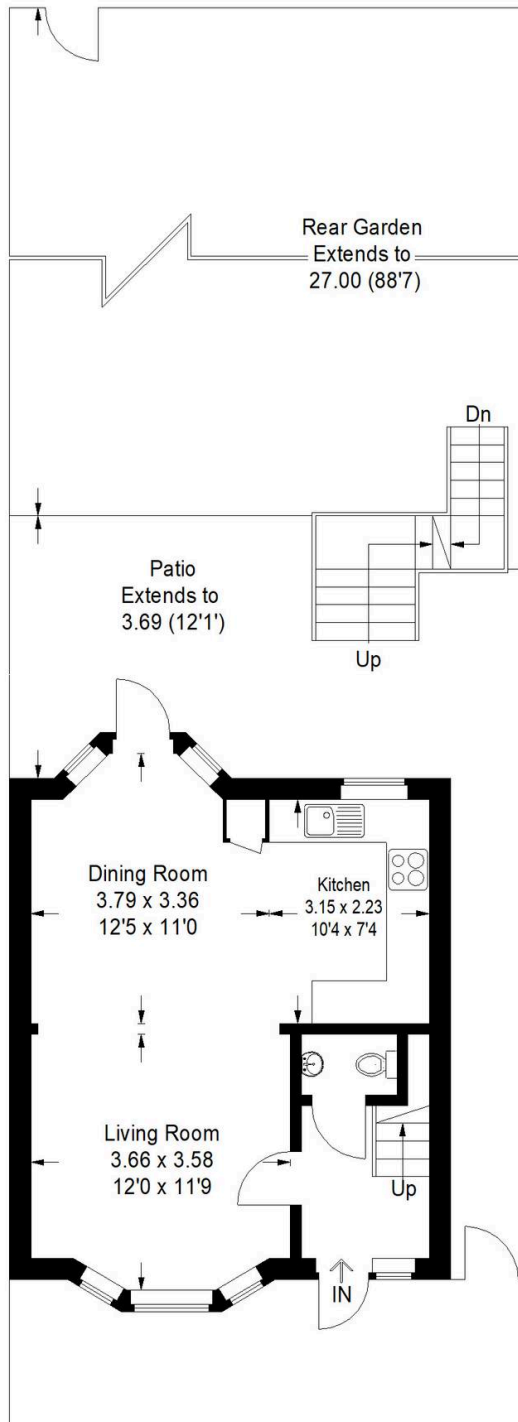 Rear Garden
Extends to
27.00 (88'7)
Dn
Patio
Extends to
3.69 (12'1')
Up
Dining Room
3.79 x 3.36
12'5 x 11'0
Kitchen
3.15 x 2.23
10'4 x 7'4
Living Room
3.66 x 3.58
12'0 x 11'9
Up
IN